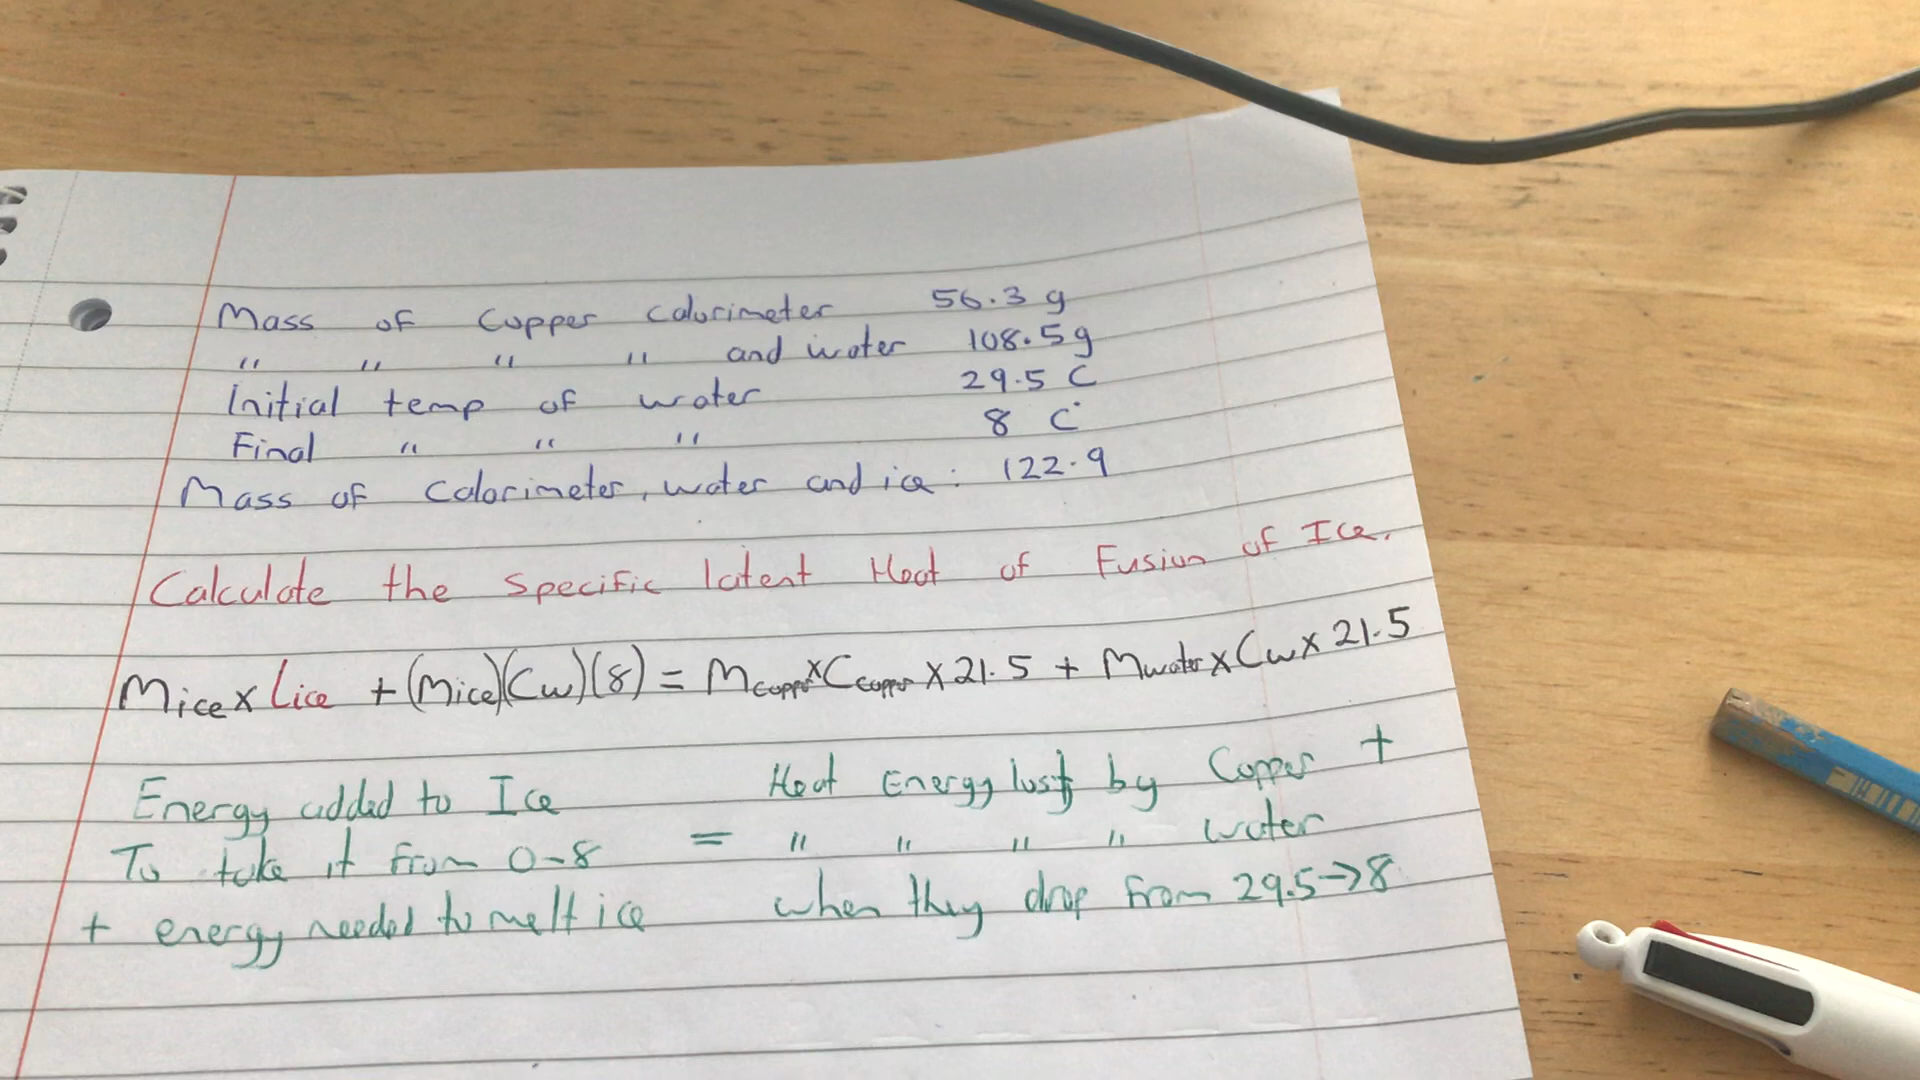 Mass of Copper Calorimeter 56.3 g
" " " " and water 108.5g
Initial temp of water 29.5 C
Final " " " 8 C°
Mass of Calorimeter, water and ice: 122.9
Calculate the Specific latent Heat of Fusion of Ice.
Mice x Lice + (Mice)(Cw)(8) = Mcopper x Ccopper x 21.5 + Mwater x Cw x 21.5
Energy added to Ice
To take it from 0-8
+ energy needed to melt ice
=
Heat Energy lost by Copper +
" " " " water
when they drop from 29.5→8